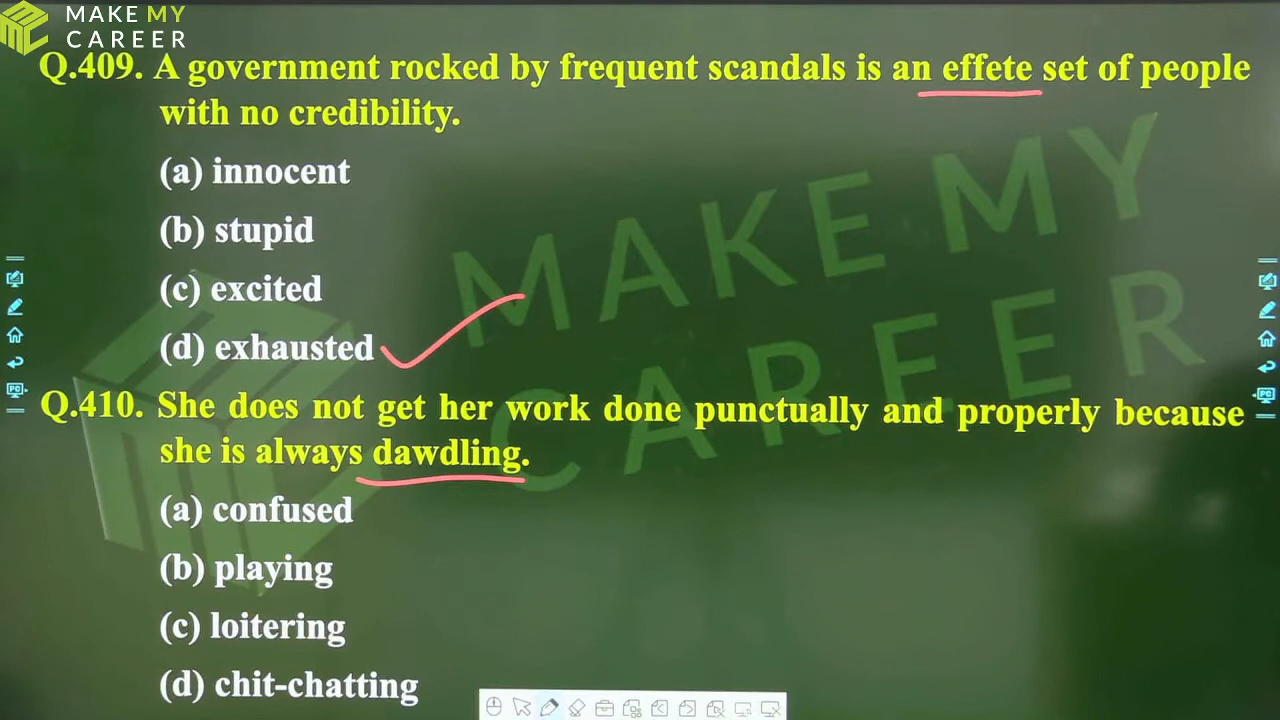 MAKE MY
CAREER
Q.409. A government rocked by frequent scandals is an effete set of people
with no credibility.
(a) innocent
(b) stupid
(c) excited
(d) exhausted
Q.410. She does not get her work done punctually and properly because
she is always dawdling.
(a) confused
(b) playing
(c) loitering
(d) chit-chatting
MAKE MY
CAREER
PC
PC